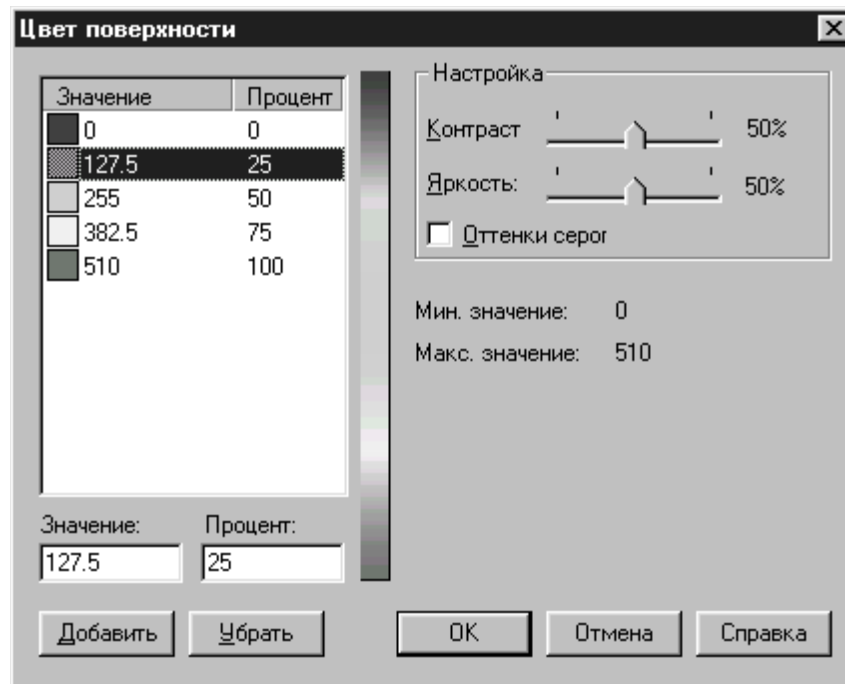 Цвет поверхности
Значение Процент
0 0
127.5 25
255 50
382.5 75
510 100
Значение: Процент:
127.5 25
Добавить Убрать
Настройка
Контраст 50%
Яркость: 50%
Оттенки серог
Мин. значение: 0
Макс. значение: 510
OK Отмена Справка